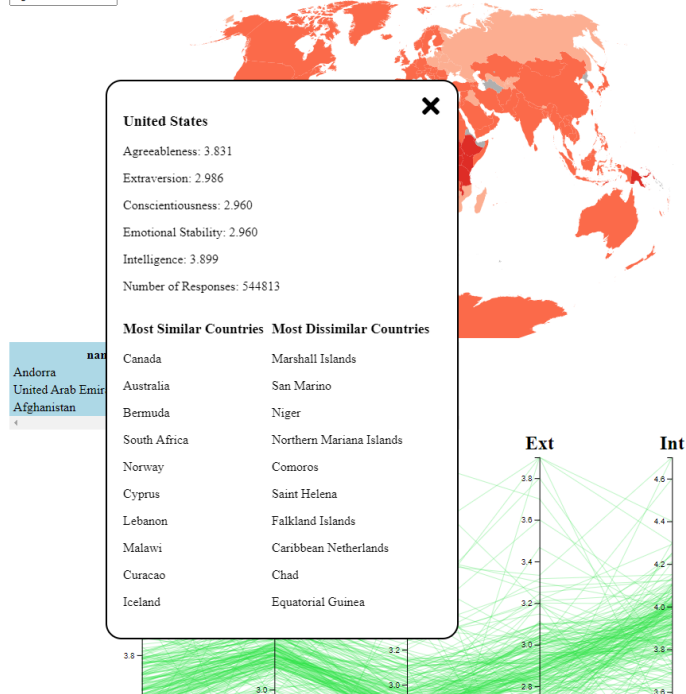 United States
Agreeableness: 3.831
Extraversion: 2.986
Conscientiousness: 2.960
Emotional Stability: 2.960
Intelligence: 3.899
Number of Responses: 544813
Most Similar Countries Most Dissimilar Countries
Canada Marshall Islands
Australia San Marino
Bermuda Niger
South Africa Northern Mariana Islands
Norway Comoros
Cyprus Saint Helena
Lebanon Falkland Islands
Malawi Caribbean Netherlands
Curacao Chad
Iceland Equatorial Guinea
nan
Andorra
United Arab Emir
Afghanistan
Ext Int
3.8 4.6
3.6 4.4
3.4 4.2
3.2 4.0
3.8 3.2 3.0 3.8
3.0 3.0 2.8 3.6